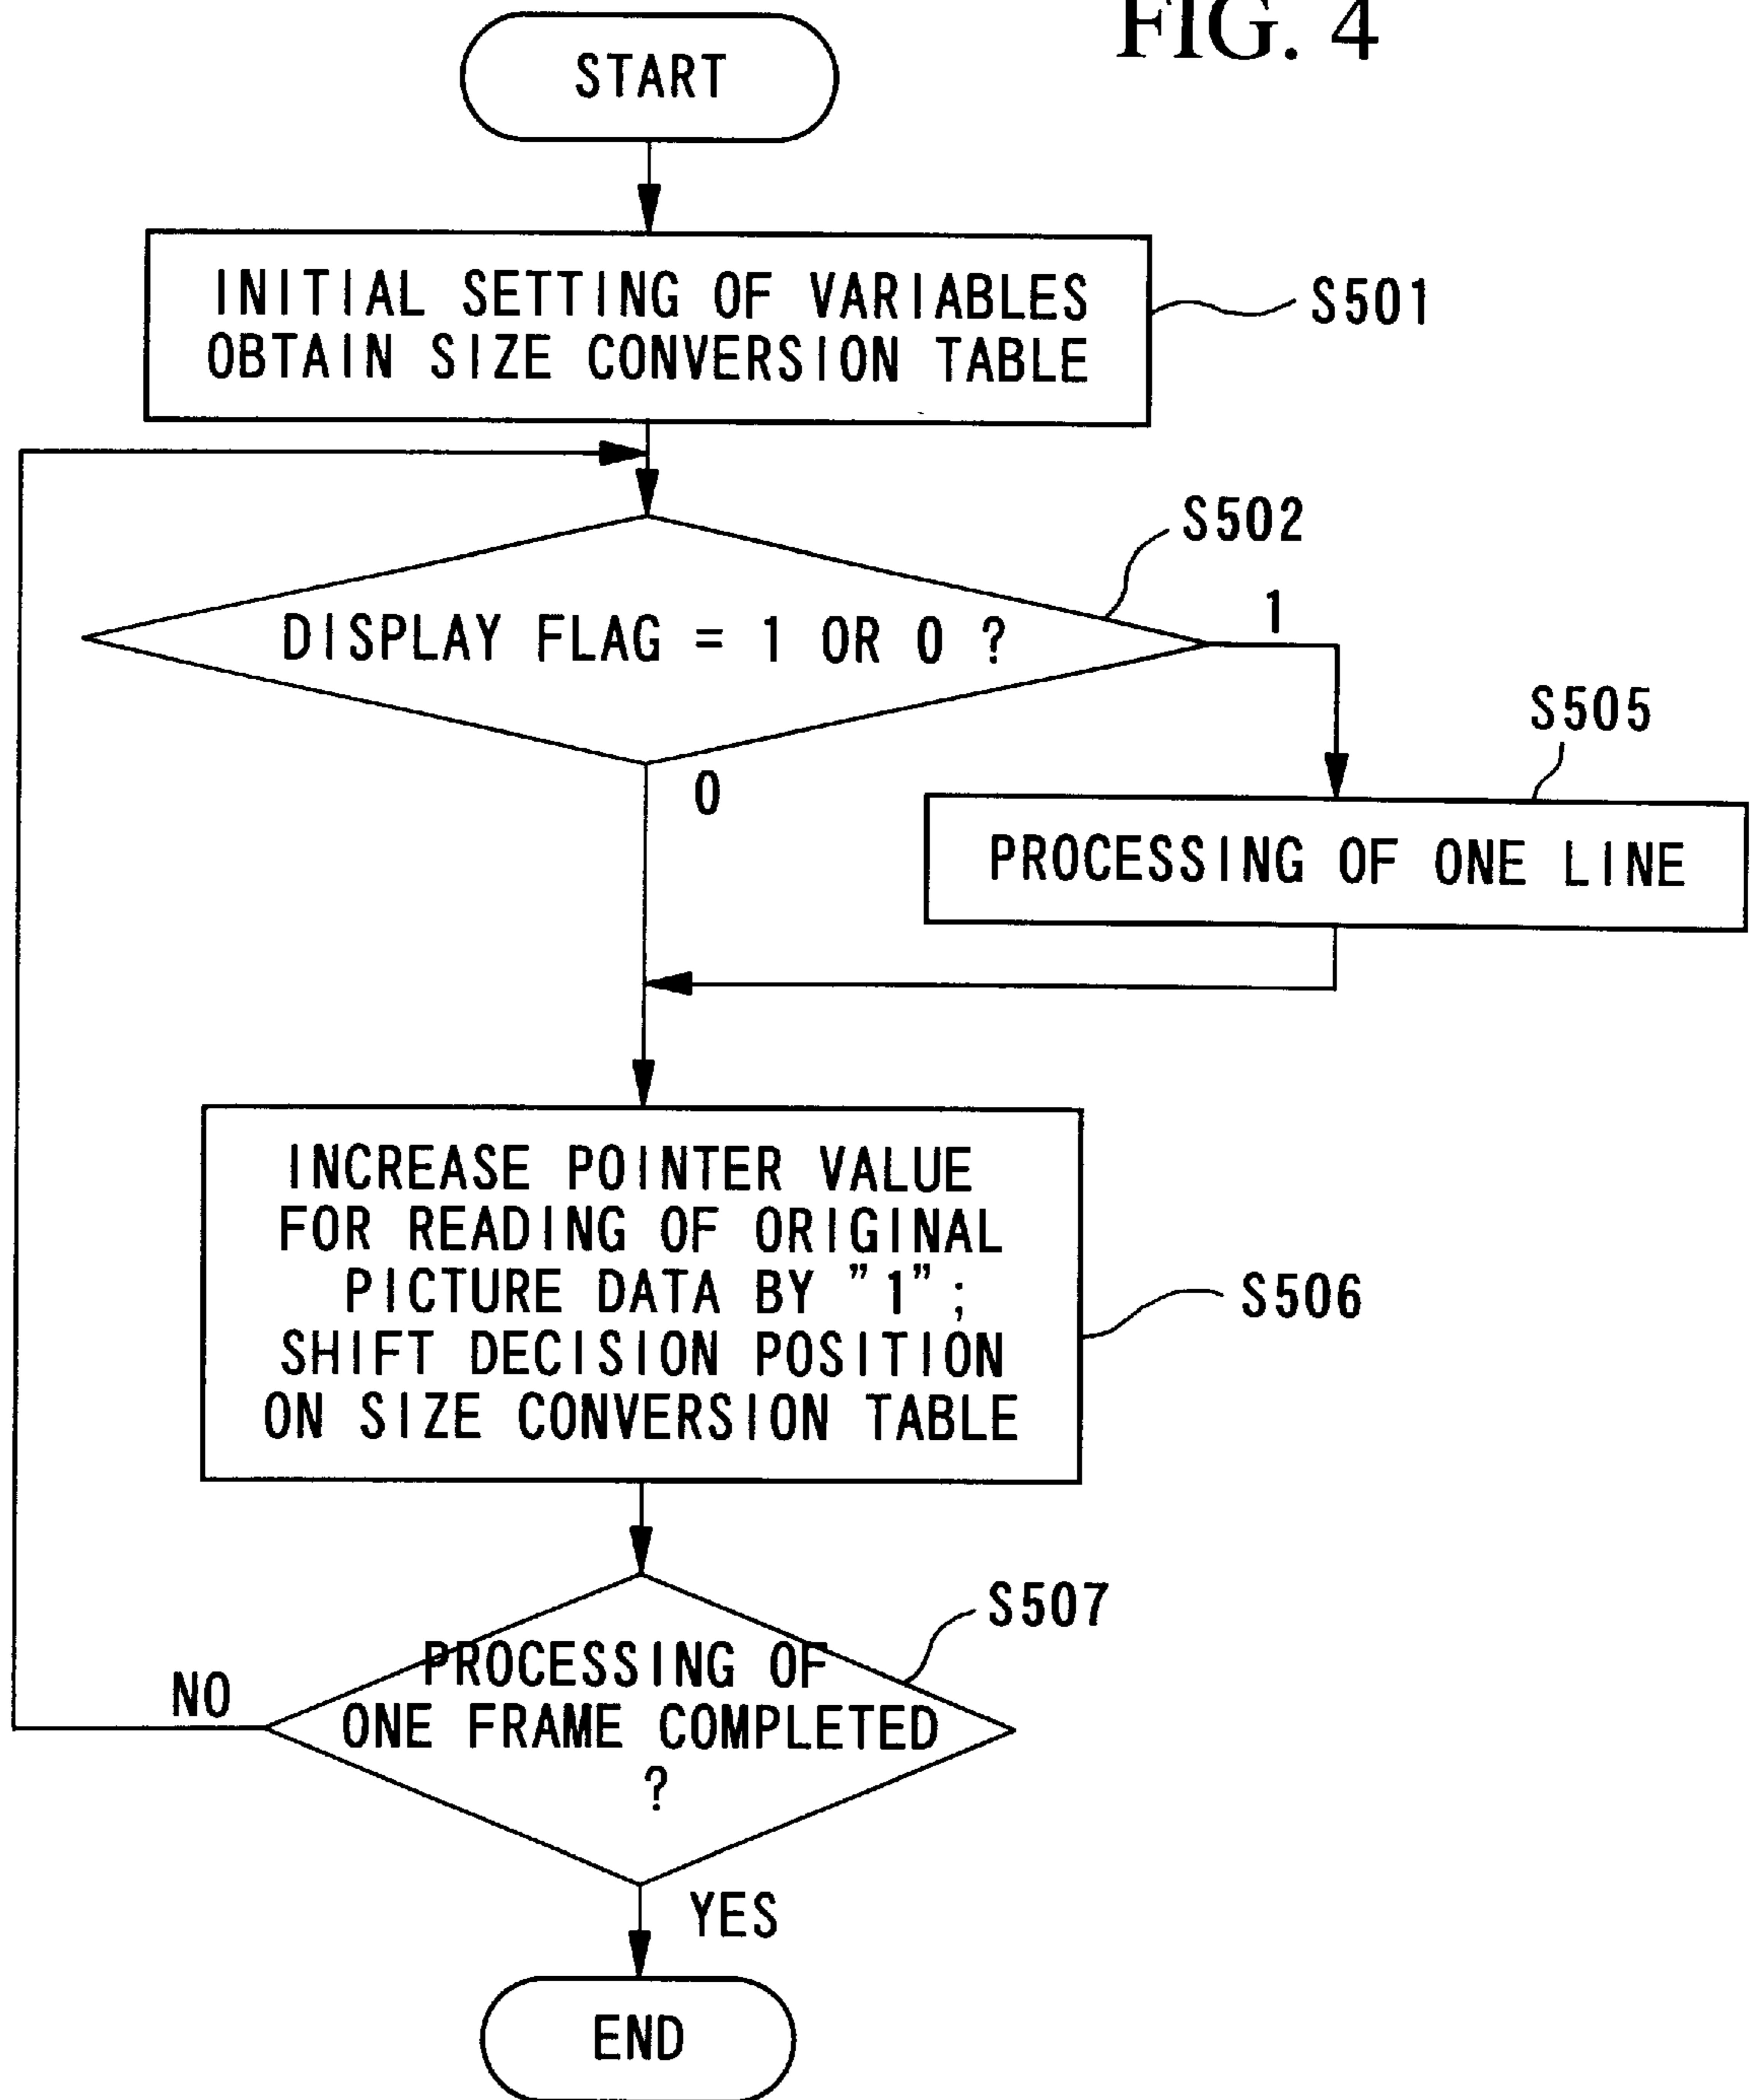 FIG. 4
START
INITIAL SETTING OF VARIABLES
OBTAIN SIZE CONVERSION TABLE
S501
S502
DISPLAY FLAG = 1 OR 0 ?
1
0
S505
PROCESSING OF ONE LINE
INCREASE POINTER VALUE
FOR READING OF ORIGINAL
PICTURE DATA BY ”1”;
SHIFT DECISION POSITION
ON SIZE CONVERSION TABLE
S506
S507
PROCESSING OF
ONE FRAME COMPLETED
?
NO
YES
END